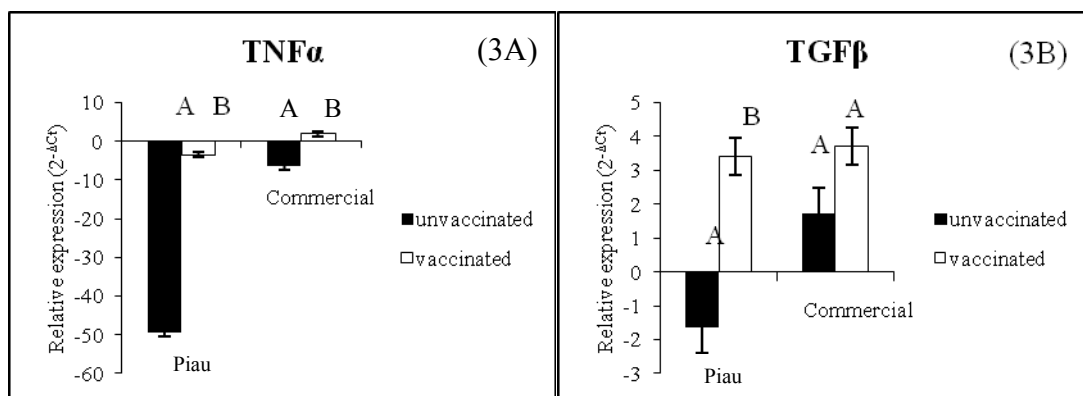 TNFα (3A)
Relative expression (2-ΔCt)
10
0
-10
-20
-30
-40
-50
-60
A B
A B
Commercial
Piau
unvaccinated
vaccinated
TGFβ (3B)
Relative expression (2-ΔCt)
5
4
3
2
1
0
-1
-2
-3
B
A
A
A
Commercial
Piau
unvaccinated
vaccinated